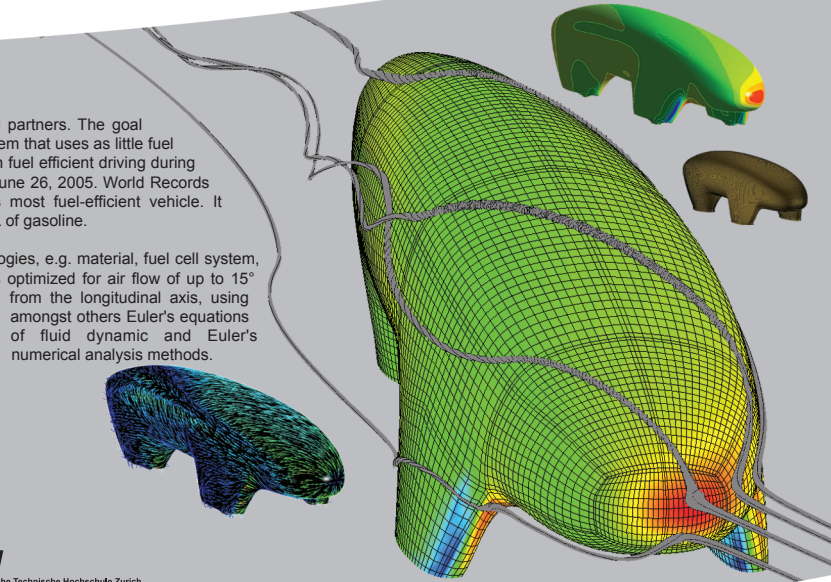 partners. The goal
em that uses as little fuel
fuel efficient driving during
une 26, 2005. World Records
most fuel-efficient vehicle. It
of gasoline.
ogies, e.g. material, fuel cell system,
optimized for air flow of up to 15°
from the longitudinal axis, using
amongst others Euler's equations
of fluid dynamic and Euler's
numerical analysis methods.
he Technische Hochschule Zurich